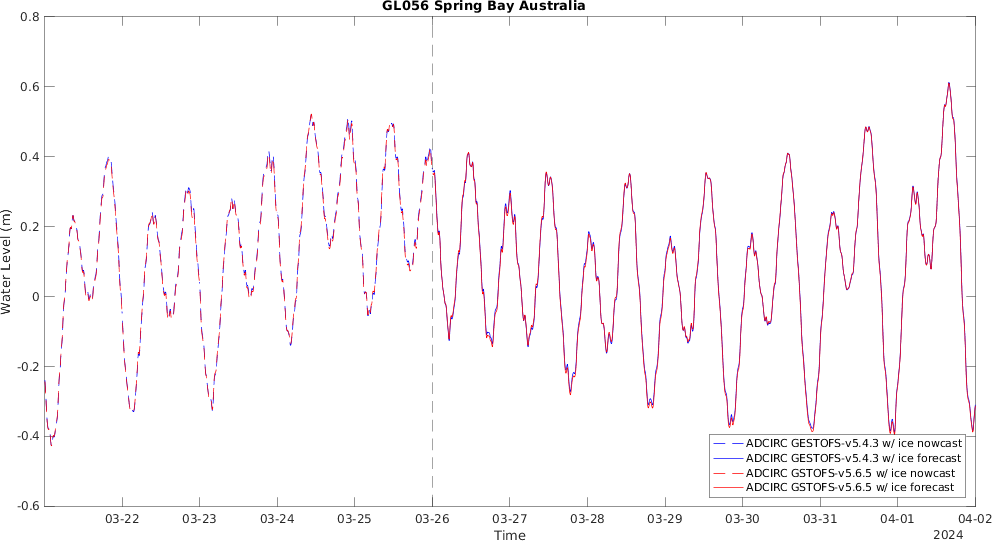 GL056 Spring Bay Australia
0.8
0.6
0.4
0.2
0
-0.2
-0.4
-0.6
Water Level (m)
ADCIRC GESTOFS-v5.4.3 w/ ice nowcast
ADCIRC GESTOFS-v5.4.3 w/ ice forecast
ADCIRC GSTOFS-v5.6.5 w/ ice nowcast
ADCIRC GSTOFS-v5.6.5 w/ ice forecast
03-22 03-23 03-24 03-25 03-26 03-27 03-28 03-29 03-30 03-31 04-01 04-02
Time
2024